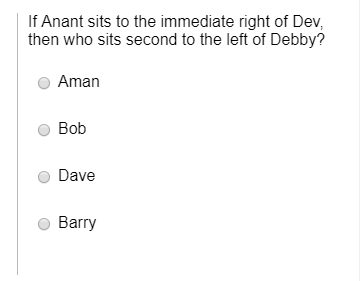 If Anant sits to the immediate right of Dev,
then who sits second to the left of Debby?
Aman
Bob
Dave
Barry